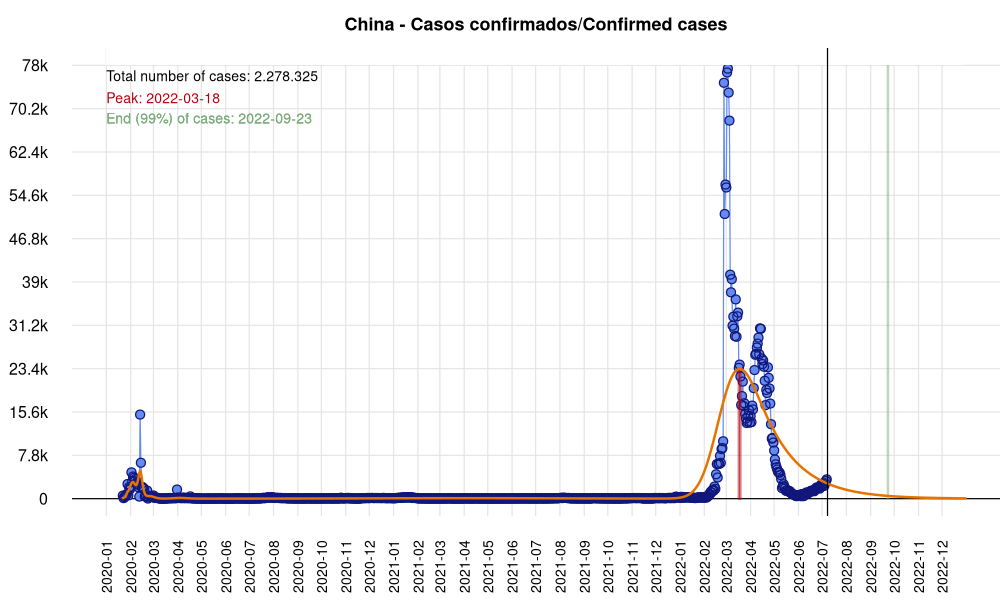 China - Casos confirmados/Confirmed cases
Total number of cases: 2.278.325
Peak: 2022-03-18
End (99%) of cases: 2022-09-23
78k
70.2k
62.4k
54.6k
46.8k
39k
31.2k
23.4k
15.6k
7.8k
0
2020-01
2020-02
2020-03
2020-04
2020-05
2020-06
2020-07
2020-08
2020-09
2020-10
2020-11
2020-12
2021-01
2021-02
2021-03
2021-04
2021-05
2021-06
2021-07
2021-08
2021-09
2021-10
2021-11
2021-12
2022-01
2022-02
2022-03
2022-04
2022-05
2022-06
2022-07
2022-08
2022-09
2022-10
2022-11
2022-12